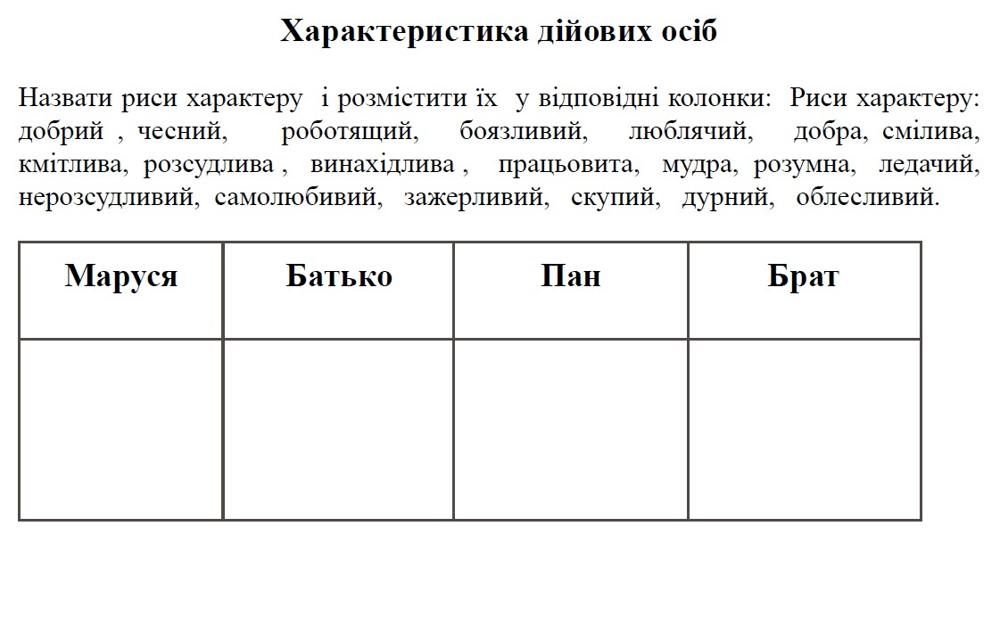 Характеристика дійових осіб
Назвати риси характеру і розмістити їх у відповідні колонки: Риси характеру:
добрий , чесний, роботящий, боязливий, люблячий, добра, смілива,
кмітлива, розсудлива , винахідлива , працьовита, мудра, розумна, ледачий,
нерозсудливий, самолюбивий, зажерливий, скупий, дурний, облесливий.
Маруся Батько Пан Брат